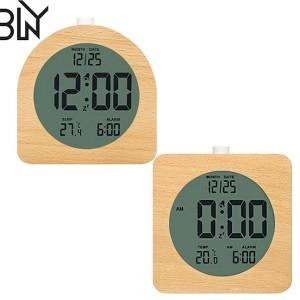 BLY
MONTH DATE
12/25
12:00
TEMP ALARM
27.4 °C 6:00
MONTH DATE
12/25
AM 0:00
TEMP. AM ALARM
20.0 °C 6:00